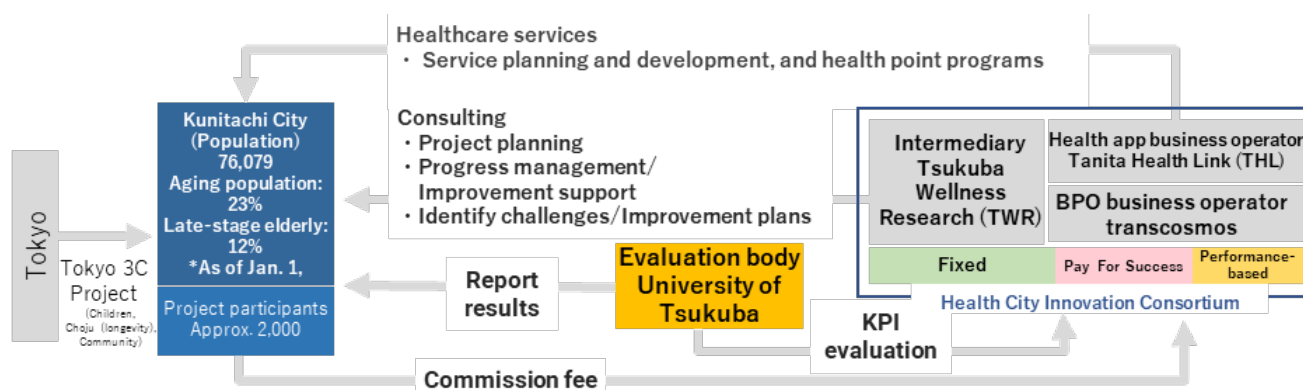 Healthcare services
・ Service planning and development, and health point programs
Tokyo
Tokyo 3C
Project
(Children,
Choju (longevity),
Community)
Kunitachi City
(Population)
76,079
Aging population:
23%
Late-stage elderly:
12%
*As of Jan. 1,
Project participants
Approx. 2,000
Consulting
・ Project planning
・ Progress management/
Improvement support
・ Identify challenges/Improvement plans
Report
results
Evaluation body
University of
Tsukuba
KPI
evaluation
Commission fee
Intermediary
Tsukuba
Wellness
Research (TWR)
Health app business operator
Tanita Health Link (THL)
BPO business operator
transcosmos
Fixed
Pay For Success
Performance-
based
Health City Innovation Consortium